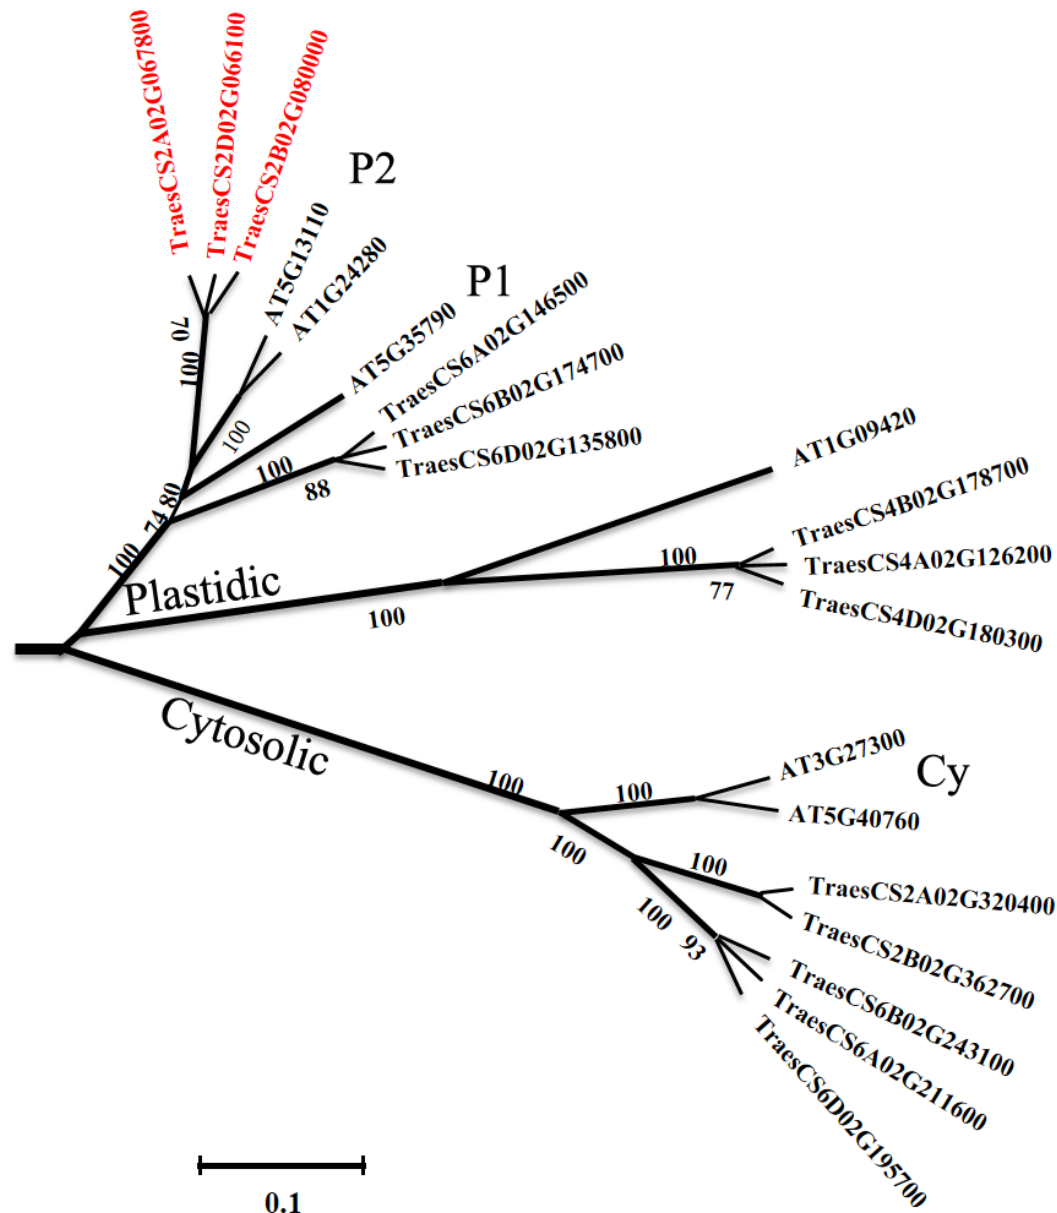 TraesCS2A02G067800
TraesCS2D02G066100
TraesCS2B02G080000
P2
AT5G13110
AT1G24280
P1
AT5G35790
TraesCS6A02G146500
TraesCS6B02G174700
TraesCS6D02G135800
70
100
100
100
88
80
74
100
AT1G09420
TraesCS4B02G178700
TraesCS4A02G126200
TraesCS4D02G180300
100
77
Plastidic
100
Cytosolic
100
100
AT3G27300
AT5G40760
Cy
100
100
TraesCS2A02G320400
TraesCS2B02G362700
100
93
TraesCS6B02G243100
TraesCS6A02G211600
TraesCS6D02G195700
0.1